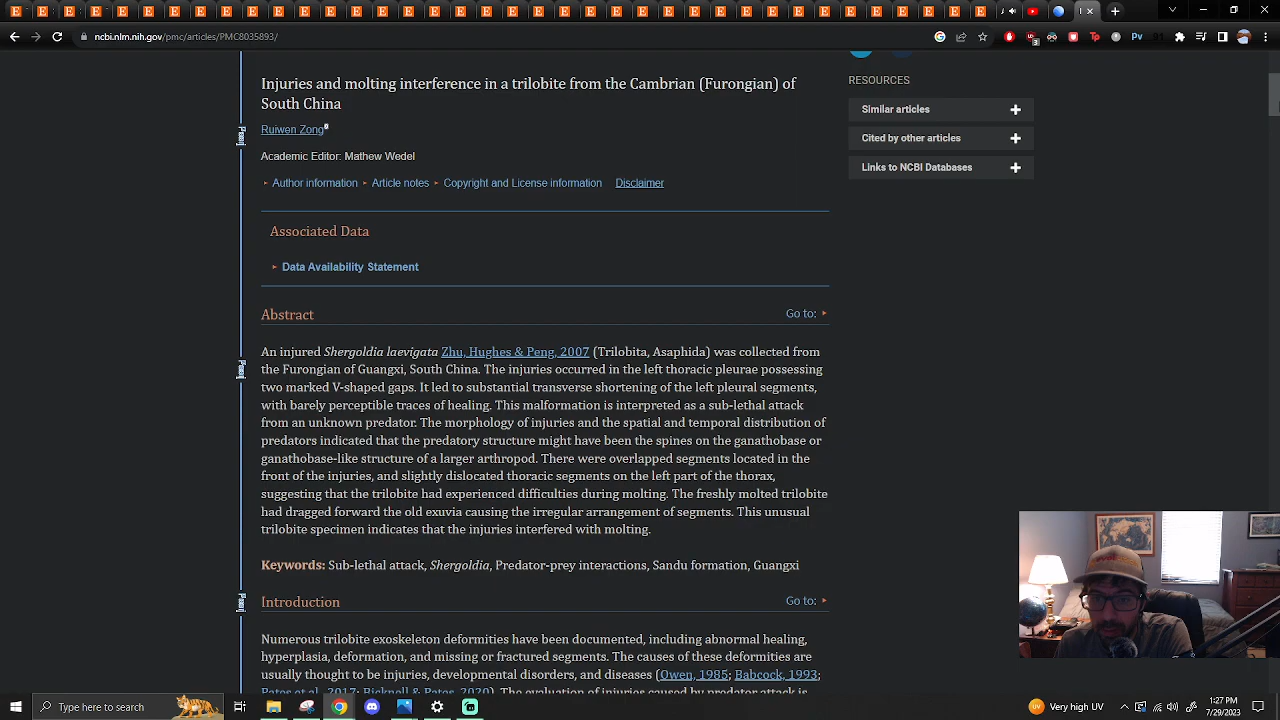 ncbi.nlm.nih.gov/pmc/articles/PMC8035893/
Injuries and molting interference in a trilobite from the Cambrian (Furongian) of
South China
Ruiwen Zong
Academic Editor: Mathew Wedel
Author information Article notes Copyright and License information Disclaimer
Associated Data
Data Availability Statement
Abstract
Go to:
An injured Shergoldia laevigata Zhu, Hughes & Peng, 2007 (Trilobita, Asaphida) was collected from
the Furongian of Guangxi, South China. The injuries occurred in the left thoracic pleurae possessing
two marked V-shaped gaps. It led to substantial transverse shortening of the left pleural segments,
with barely perceptible traces of healing. This malformation is interpreted as a sub-lethal attack
from an unknown predator. The morphology of injuries and the spatial and temporal distribution of
predators indicated that the predatory structure might have been the spines on the ganathobase or
ganathobase-like structure of a larger arthropod. There were overlapped segments located in the
front of the injuries, and slightly dislocated thoracic segments on the left part of the thorax,
suggesting that the trilobite had experienced difficulties during molting. The freshly molted trilobite
had dragged forward the old exuvia causing the irregular arrangement of segments. This unusual
trilobite specimen indicates that the injuries interfered with molting.
Keywords: Sub-lethal attack, Shergoldia, Predator-prey interactions, Sandu formation, Guangxi
Introduction
Go to:
Numerous trilobite exoskeleton deformities have been documented, including abnormal healing,
hyperplasia, deformation, and missing or fractured segments. The causes of these deformities are
usually thought to be injuries, developmental disorders, and diseases (Owen, 1985; Babcock, 1993;
Pates et al., 2017; Bicknell & Pates, 2020). The evaluation of injuries caused by predator attack is
RESOURCES
Similar articles
Cited by other articles
Links to NCBI Databases
Type here to search
Very high UV
1:27 PM
7/29/2023